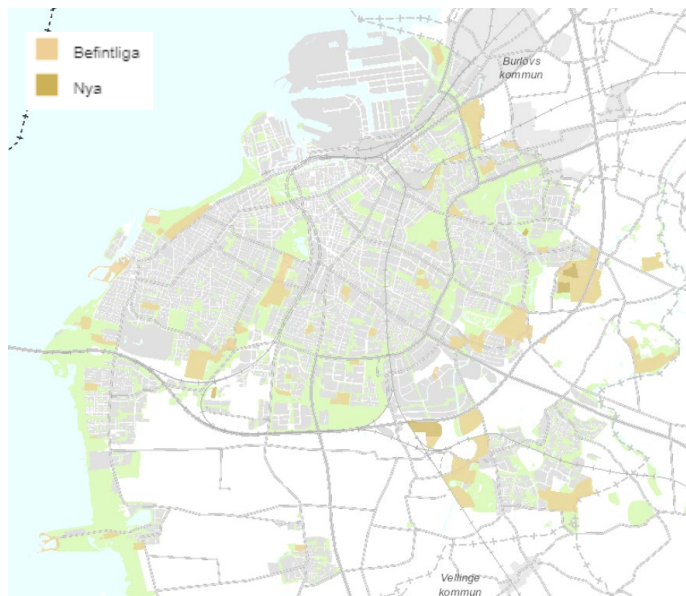 Befintliga
Nya
Burlövs
kommun
Vellinge
kommun